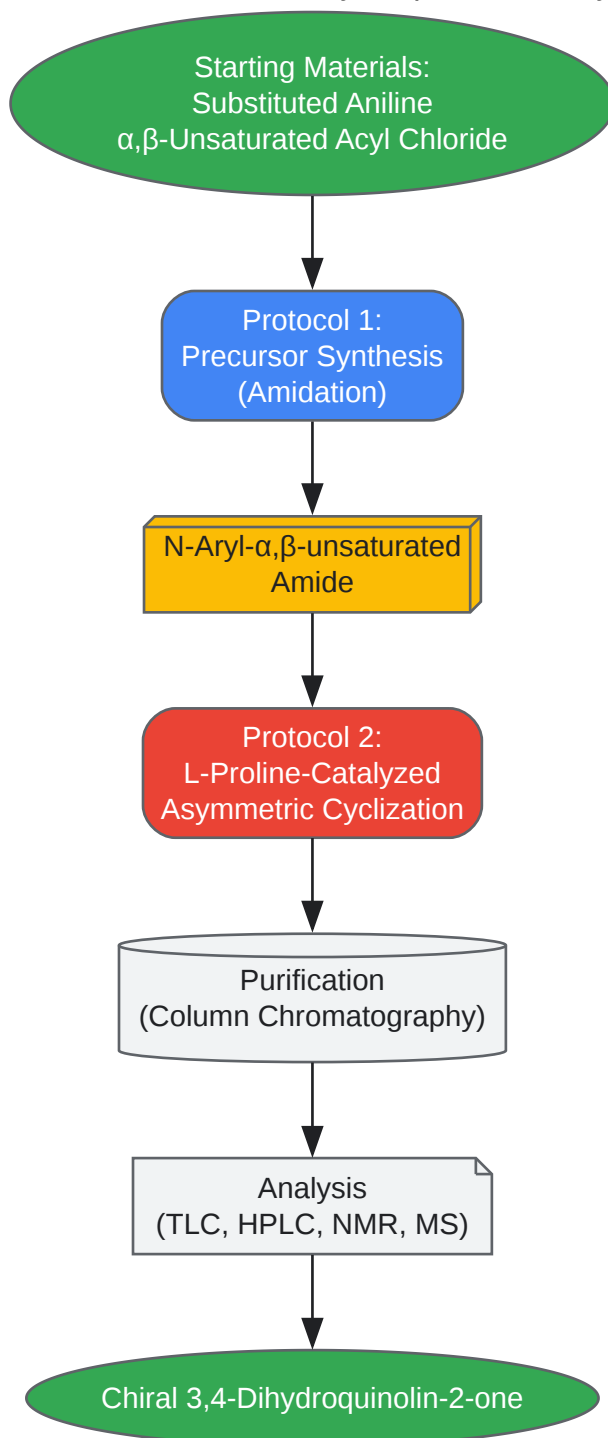 Starting Materials:
Substituted Aniline
α,β-Unsaturated Acyl Chloride
Protocol 1:
Precursor Synthesis
(Amidation)
N-Aryl-α,β-unsaturated
Amide
Protocol 2:
L-Proline-Catalyzed
Asymmetric Cyclization
Purification
(Column Chromatography)
Analysis
(TLC, HPLC, NMR, MS)
Chiral 3,4-Dihydroquinolin-2-one